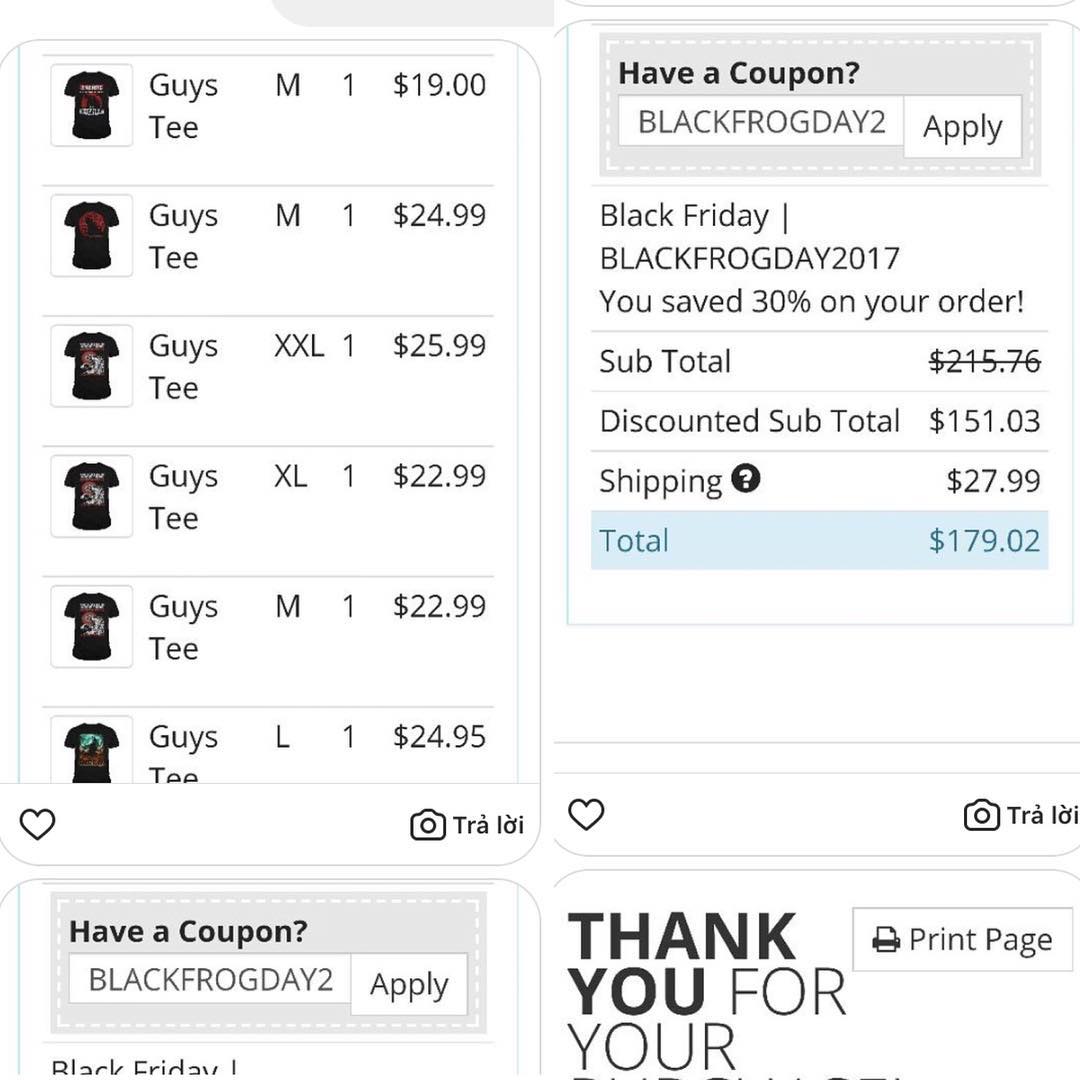 Guys M 1 $19.00
Tee
Guys M 1 $24.99
Tee
Guys XXL 1 $25.99
Tee
Guys XL 1 $22.99
Tee
Guys M 1 $22.99
Tee
Guys L 1 $24.95
Tee
Trả lời
Have a Coupon?
BLACKFROGDAY2 Apply
Black Friday |
Have a Coupon?
BLACKFROGDAY2 Apply
Black Friday |
BLACKFROGDAY2017
You saved 30% on your order!
Sub Total $215.76
Discounted Sub Total $151.03
Shipping ? $27.99
Total $179.02
Trả lời
THANK Print Page
YOU FOR
YOUR